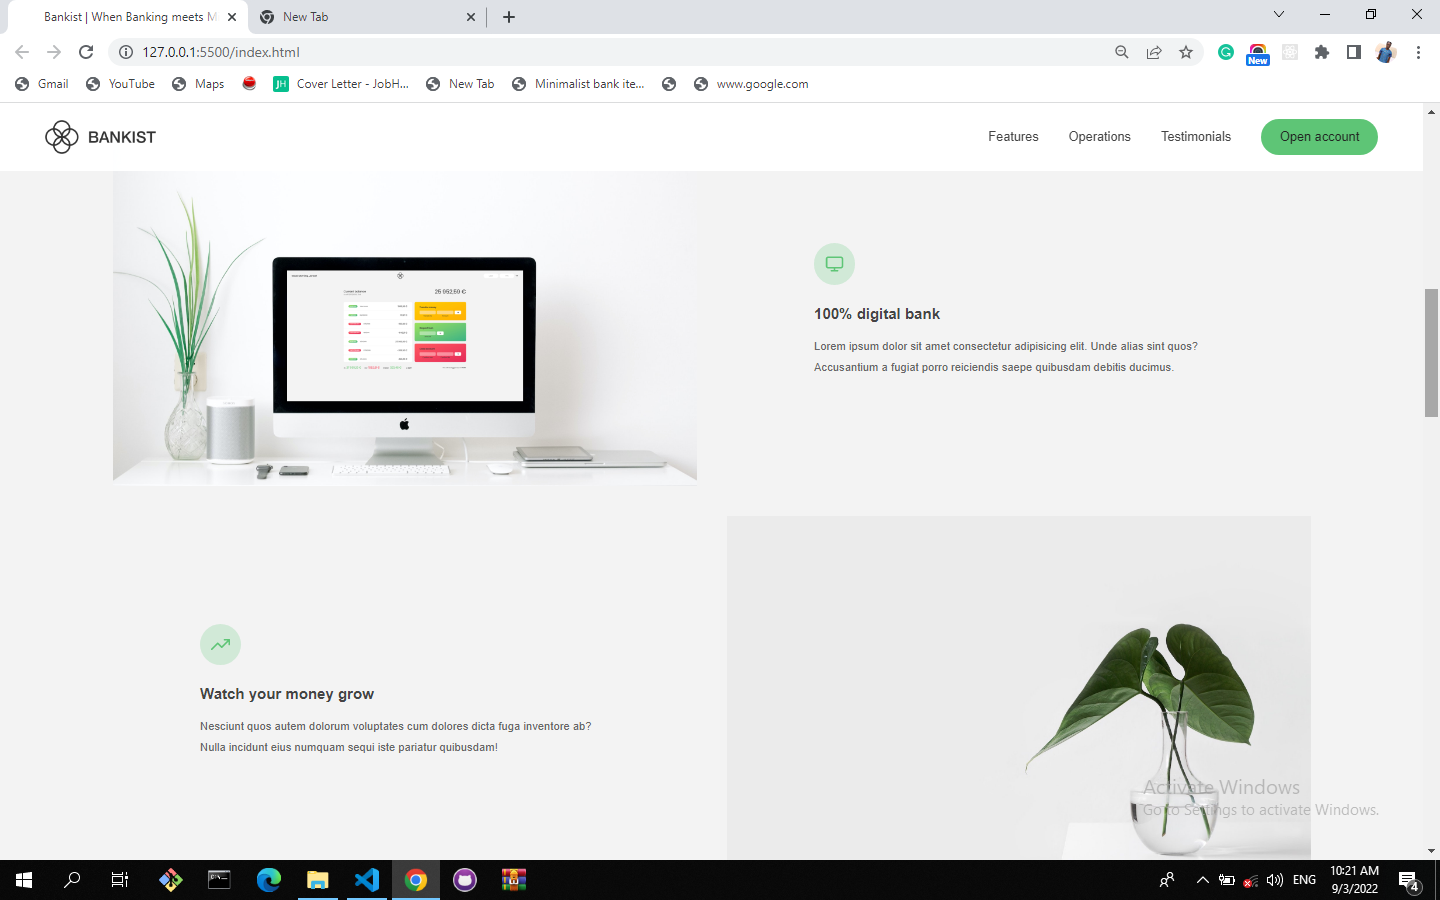 Bankist | When Banking meets M
New Tab
127.0.0.1:5500/index.html
New
Gmail
YouTube
Maps
JH
Cover Letter - JobH...
New Tab
Minimalist bank ite...
www.google.com
BANKIST
Features
Operations
Testimonials
Open account
25 952,59 €
100% digital bank
Lorem ipsum dolor sit amet consectetur adipisicing elit. Unde alias sint quos?
Accusantium a fugiat porro reiciendis saepe quibusdam debitis ducimus.
Watch your money grow
Nesciunt quos autem dolorum voluptates cum dolores dicta fuga inventore ab?
Nulla incidunt eius numquam sequi iste pariatur quibusdam!
Activate Windows
Go to Settings to activate Windows.
ENG
10:21 AM
9/3/2022
4